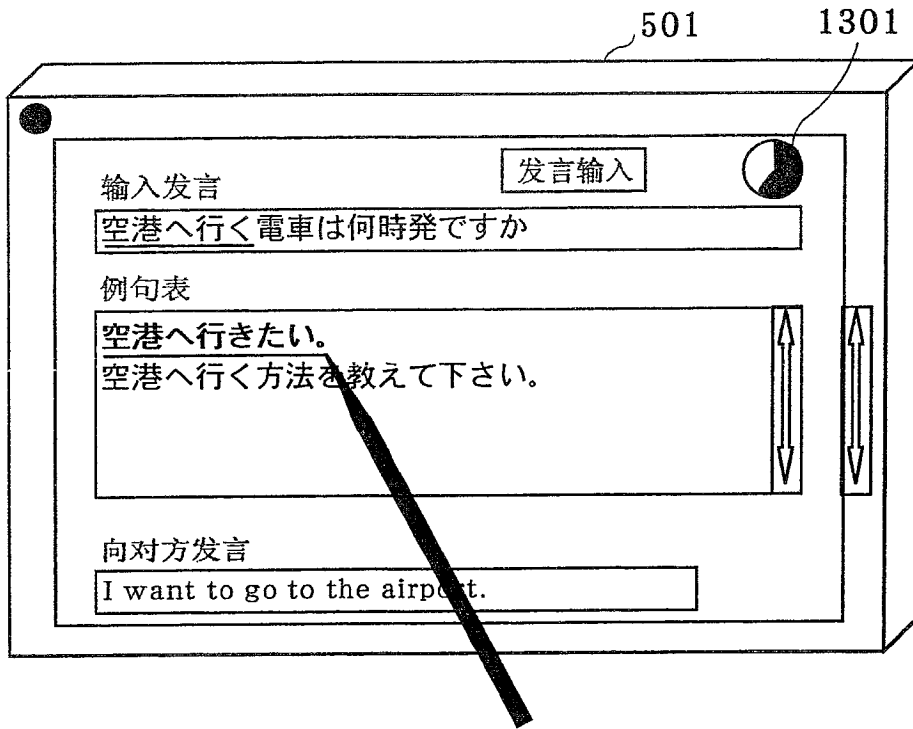 501
1301
发言输入
输入发言
空港へ行く電車は何時発ですか
例句表
空港へ行きたい。
空港へ行く方法を教えて下さい。
向对方发言
I want to go to the airport.